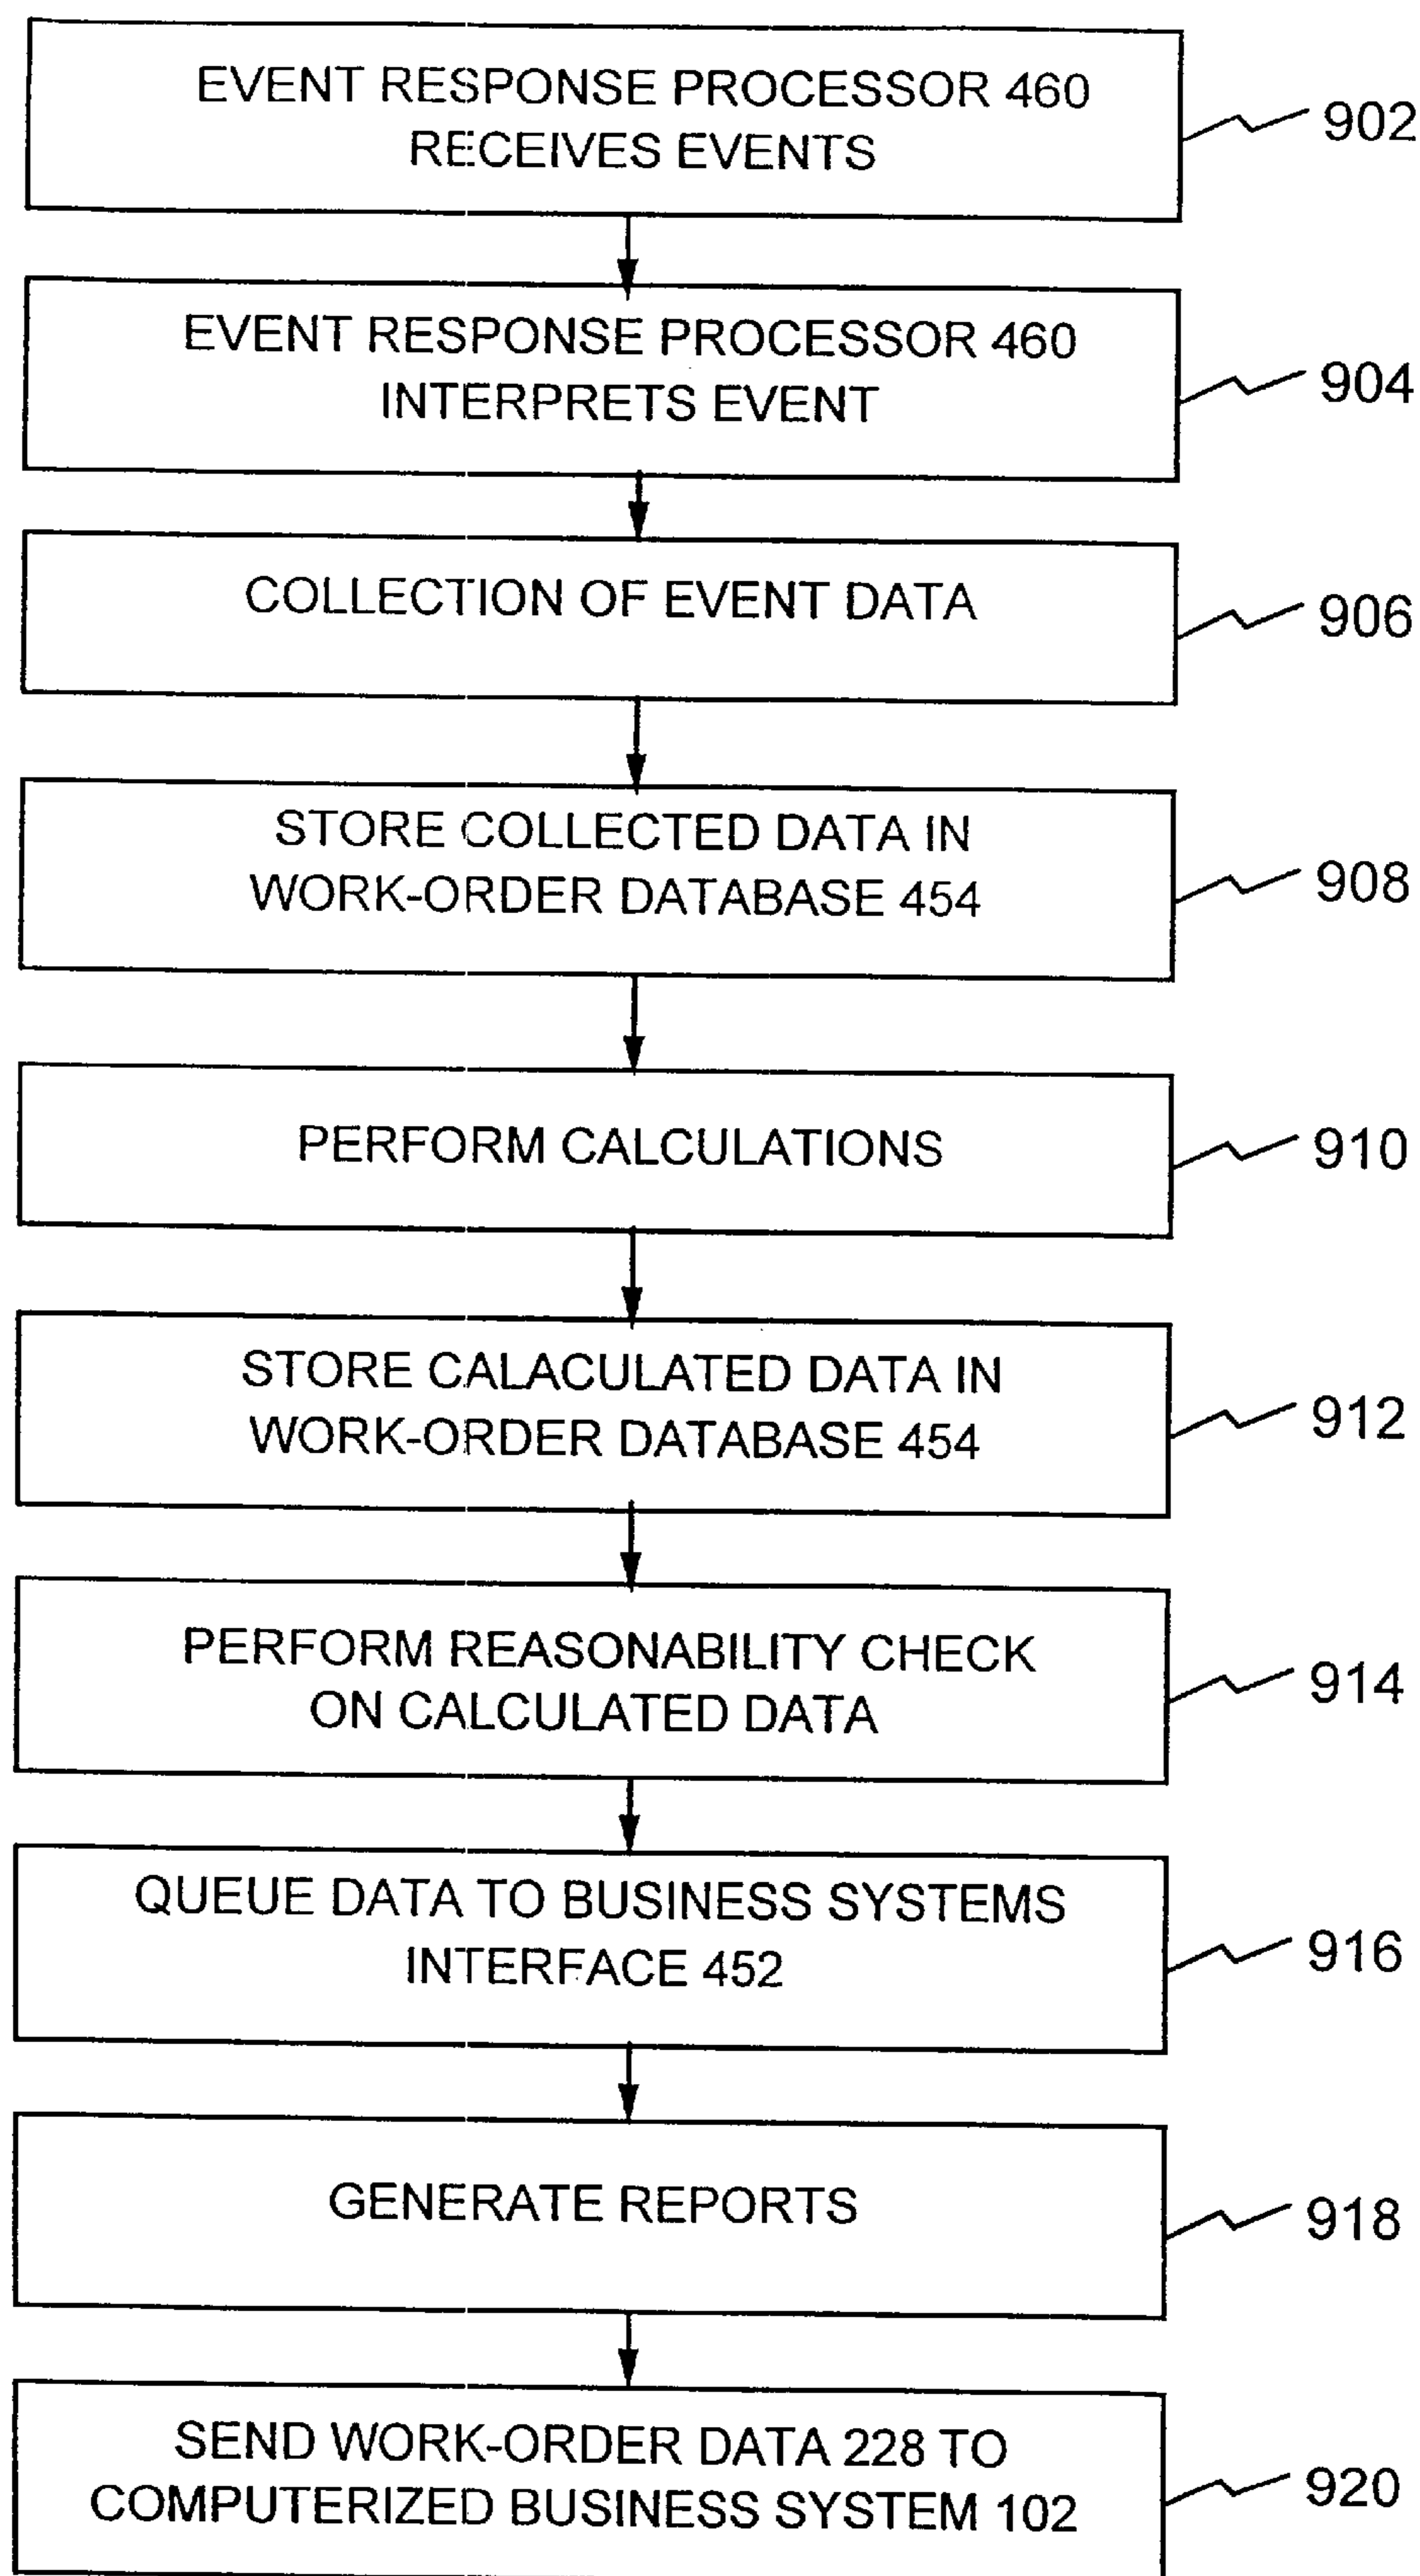 EVENT RESPONSE PROCESSOR 460
RECEIVES EVENTS
902
EVENT RESPONSE PROCESSOR 460
INTERPRETS EVENT
904
COLLECTION OF EVENT DATA
906
STORE COLLECTED DATA IN
WORK-ORDER DATABASE 454
908
PERFORM CALCULATIONS
910
STORE CALACULATED DATA IN
WORK-ORDER DATABASE 454
912
PERFORM REASONABILITY CHECK
ON CALCULATED DATA
914
QUEUE DATA TO BUSINESS SYSTEMS
INTERFACE 452
916
GENERATE REPORTS
918
SEND WORK-ORDER DATA 228 TO
COMPUTERIZED BUSINESS SYSTEM 102
920